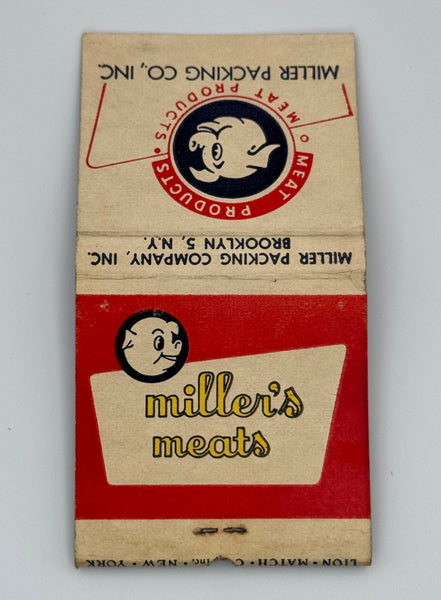 MILLER PACKING CO., INC.
MEAT PRODUCTS • MEAT PRODUCTS •
MILLER PACKING COMPANY, INC.
BROOKLYN 5, N.Y.
miller's
meats
LION · MATCH · Co., Inc. · NEW · YORK